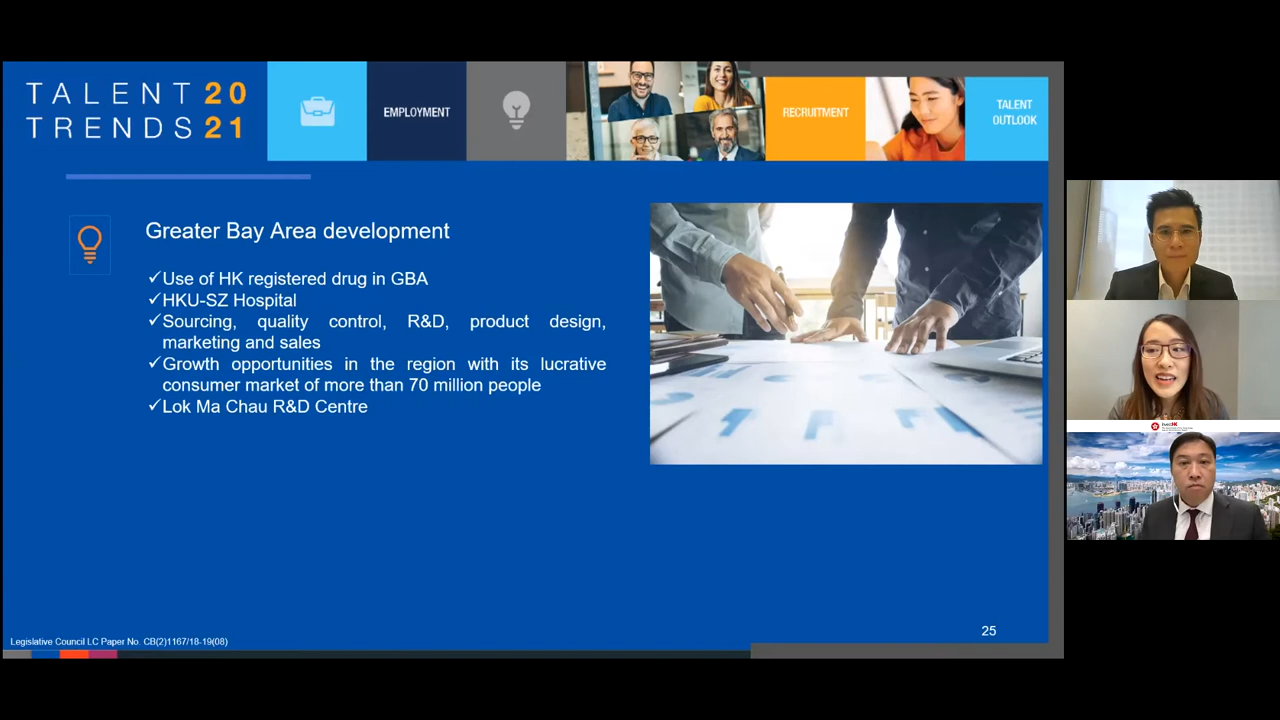 TALENT 20
TRENDS 21
EMPLOYMENT
RECRUITMENT
TALENT
OUTLOOK
Greater Bay Area development
✓Use of HK registered drug in GBA
✓HKU-SZ Hospital
✓Sourcing, quality control, R&D, product design,
marketing and sales
✓Growth opportunities in the region with its lucrative
consumer market of more than 70 million people
✓Lok Ma Chau R&D Centre
25
Legislative Council LC Paper No. CB(2)1167/18-19(08)
InvestHK